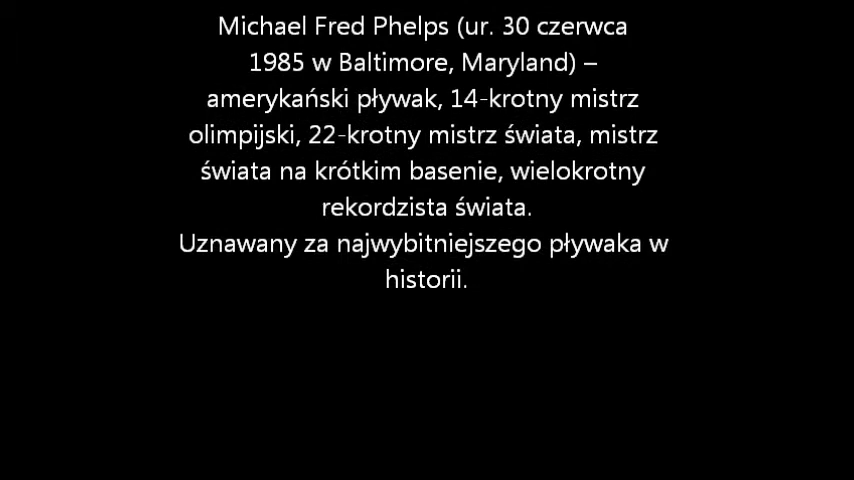 Michael Fred Phelps (ur. 30 czerwca
1985 w Baltimore, Maryland) –
amerykański pływak, 14-krotny mistrz
olimpijski, 22-krotny mistrz świata, mistrz
świata na krótkim basenie, wielokrotny
rekordzista świata.
Uznawany za najwybitniejszego pływaka w
historii.